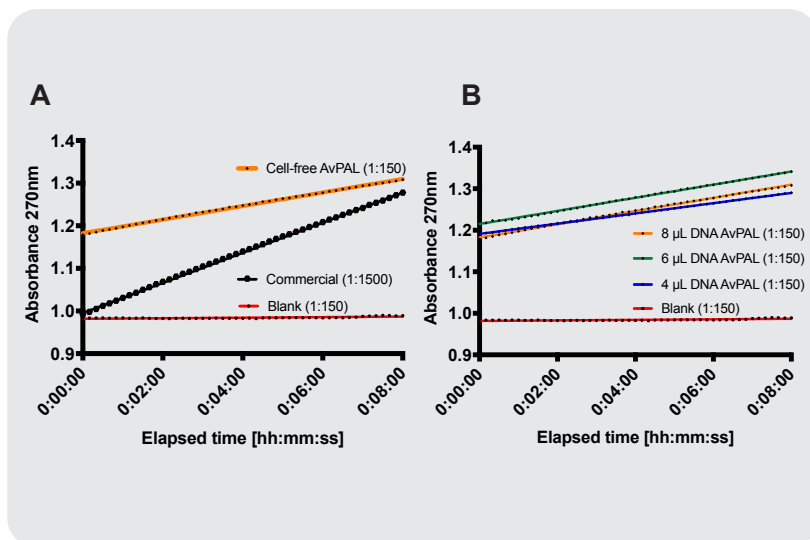 A
1.4
1.3
1.2
1.1
1.0
0.9
Absorbance 270nm
Cell-free AvPAL (1:150)
Commercial (1:1500)
Blank (1:150)
0:00:00
0:02:00
0:04:00
0:06:00
0:08:00
Elapsed time [hh:mm:ss]
B
1.4
1.3
1.2
1.0
0.9
Absorbance 270nm
8 µL DNA AvPAL (1:150)
6 µL DNA AvPAL (1:150)
4 µL DNA AvPAL (1:150)
Blank (1:150)
0:00:00
0:02:00
0:04:00
0:06:00
0:08:00
Elapsed time [hh:mm:ss]